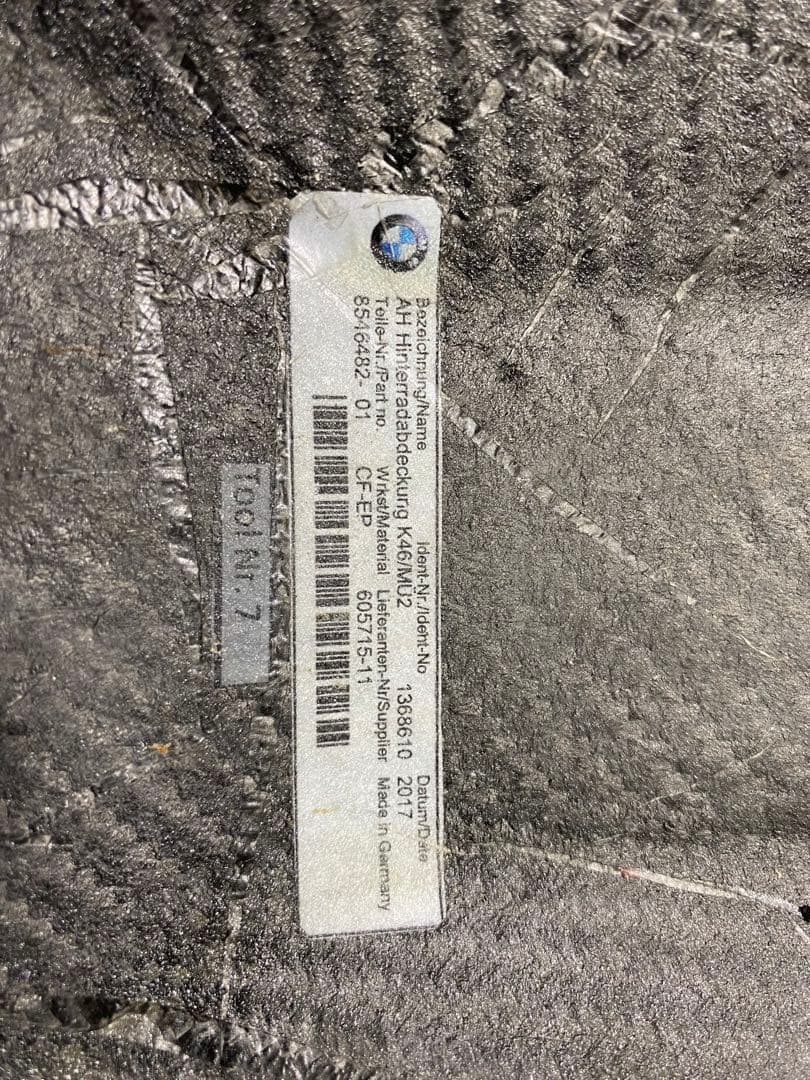 Bezeichnung/Name Ident-Nr./Ident-No Datum/Date
AH Hinterradabdeckung K46/MÜ2 1368610 2017
Teile-Nr./Part no. Wrkst/Material Lieferanten-Nr/Supplier Made in Germany
8546482- 01 CF-EP 605715-11
Tool Nr. 7